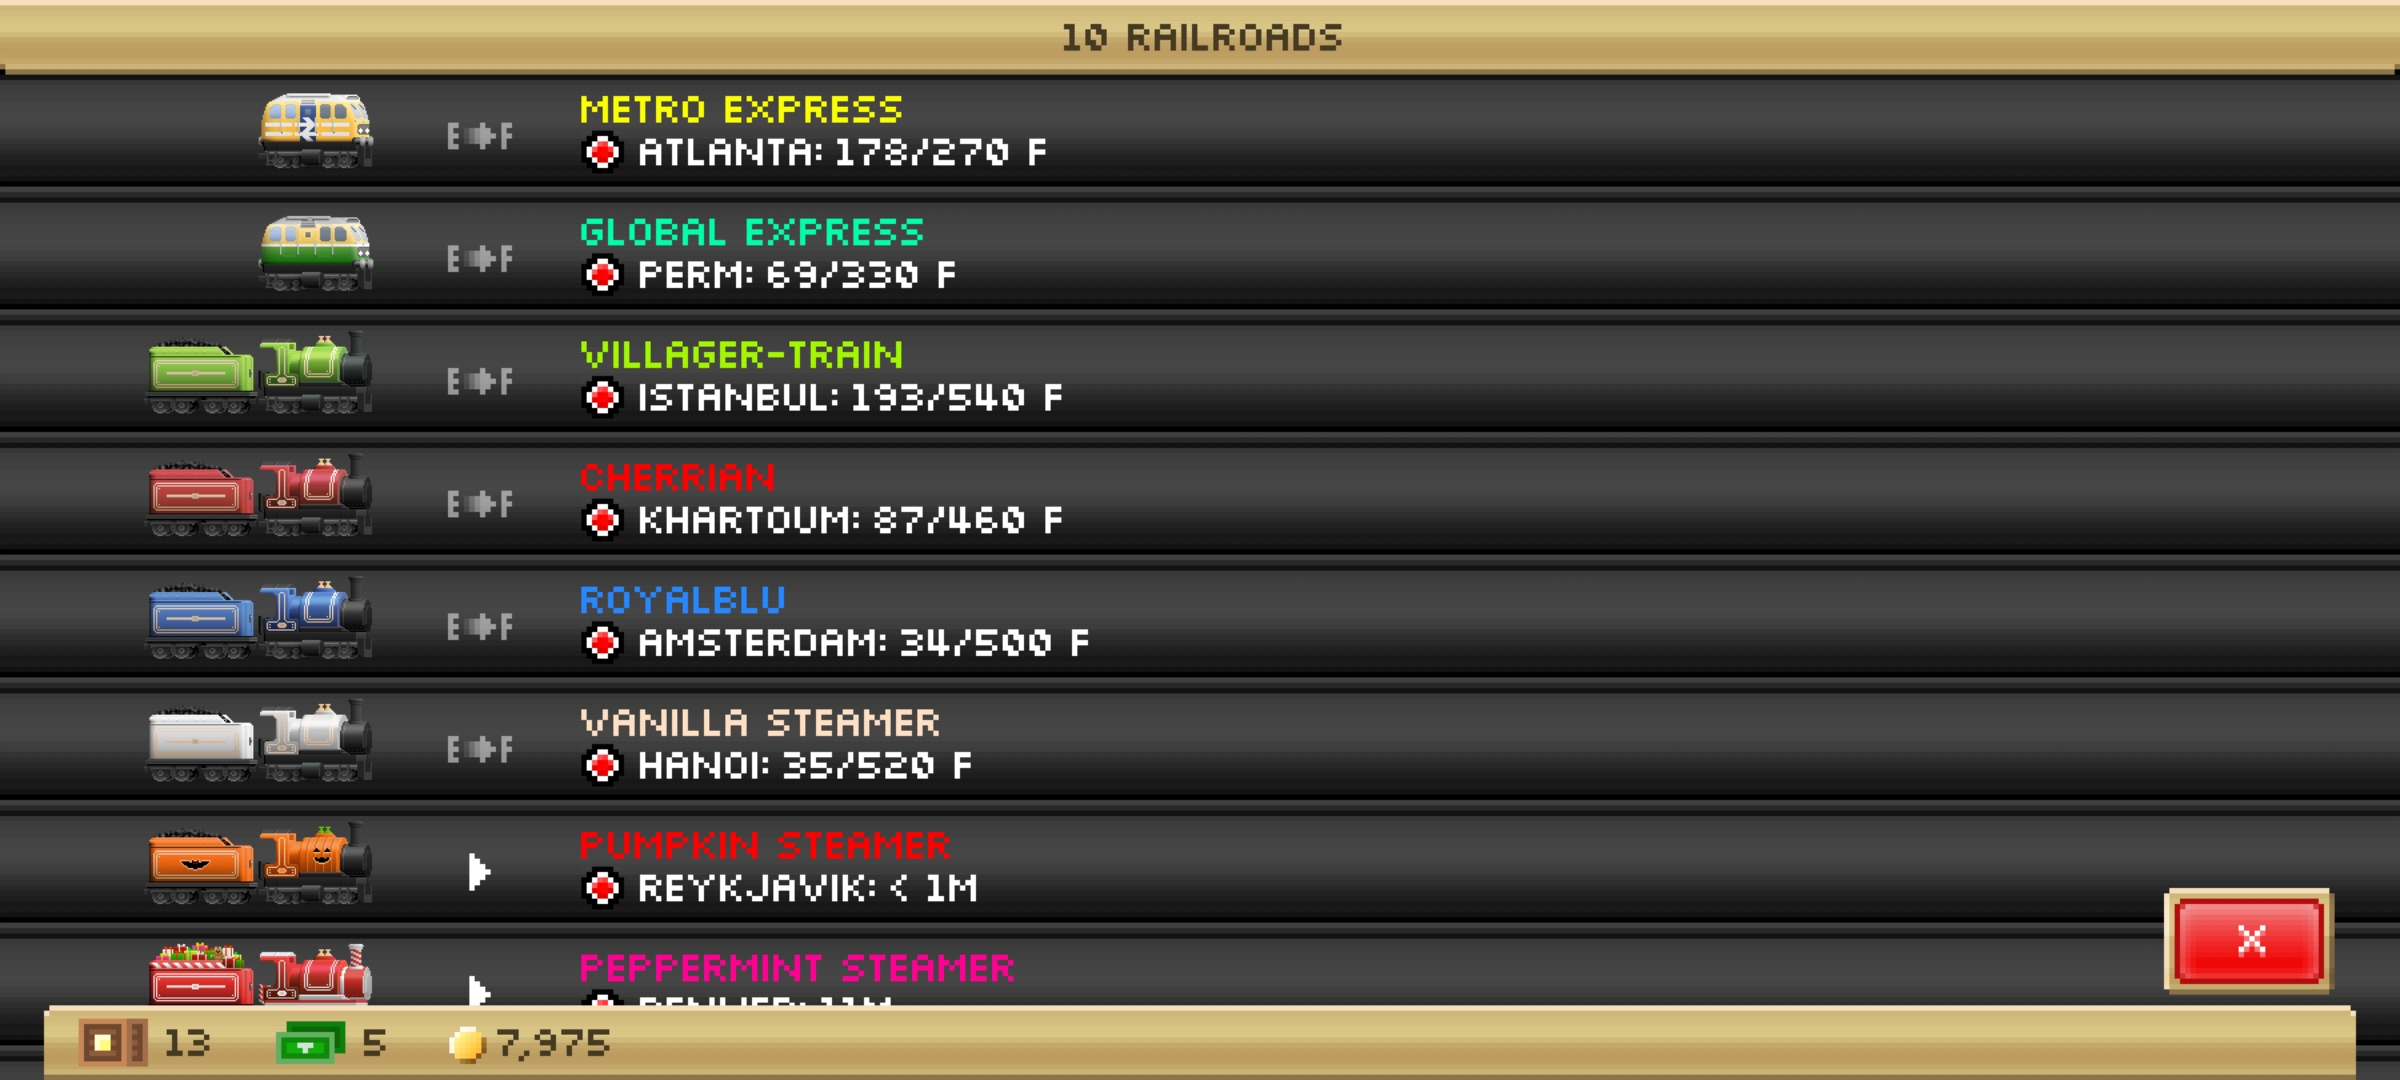 10 RAILROADS
METRO EXPRESS
E F
ATLANTA: 178/270 F
GLOBAL EXPRESS
E F
PERM: 69/330 F
VILLAGER-TRAIN
E F
ISTANBUL: 193/540 F
CHERRIAN
E F
KHARTOUM: 87/460 F
ROYALBLU
E F
AMSTERDAM: 34/500 F
VANILLA STEAMER
E F
HANOI: 35/520 F
PUMPKIN STEAMER
REYKJAVIK: < 1M
PEPPERMINT STEAMER
DENVER: 11M
X
13 5 7,975